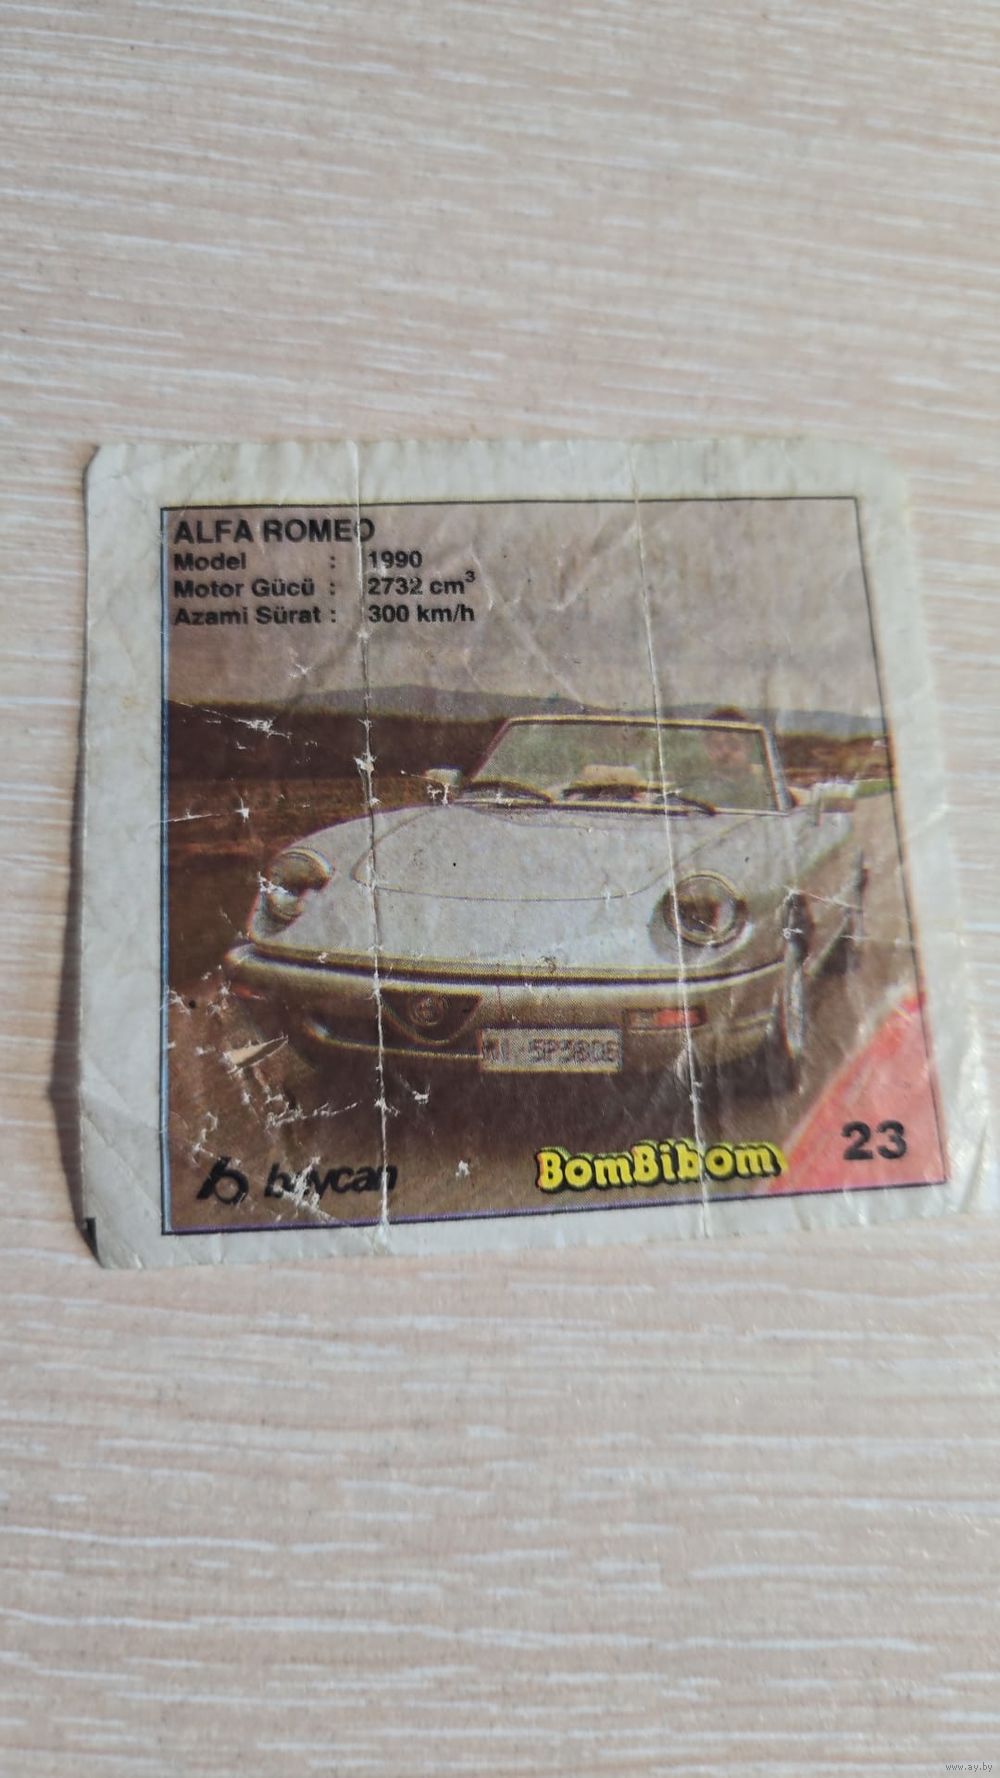 ALFA ROMEO
Model : 1990
Motor Gücü : 2732 cm³
Azami Sürat : 300 km/h
baycan
BomBibom
23
www.ay.by